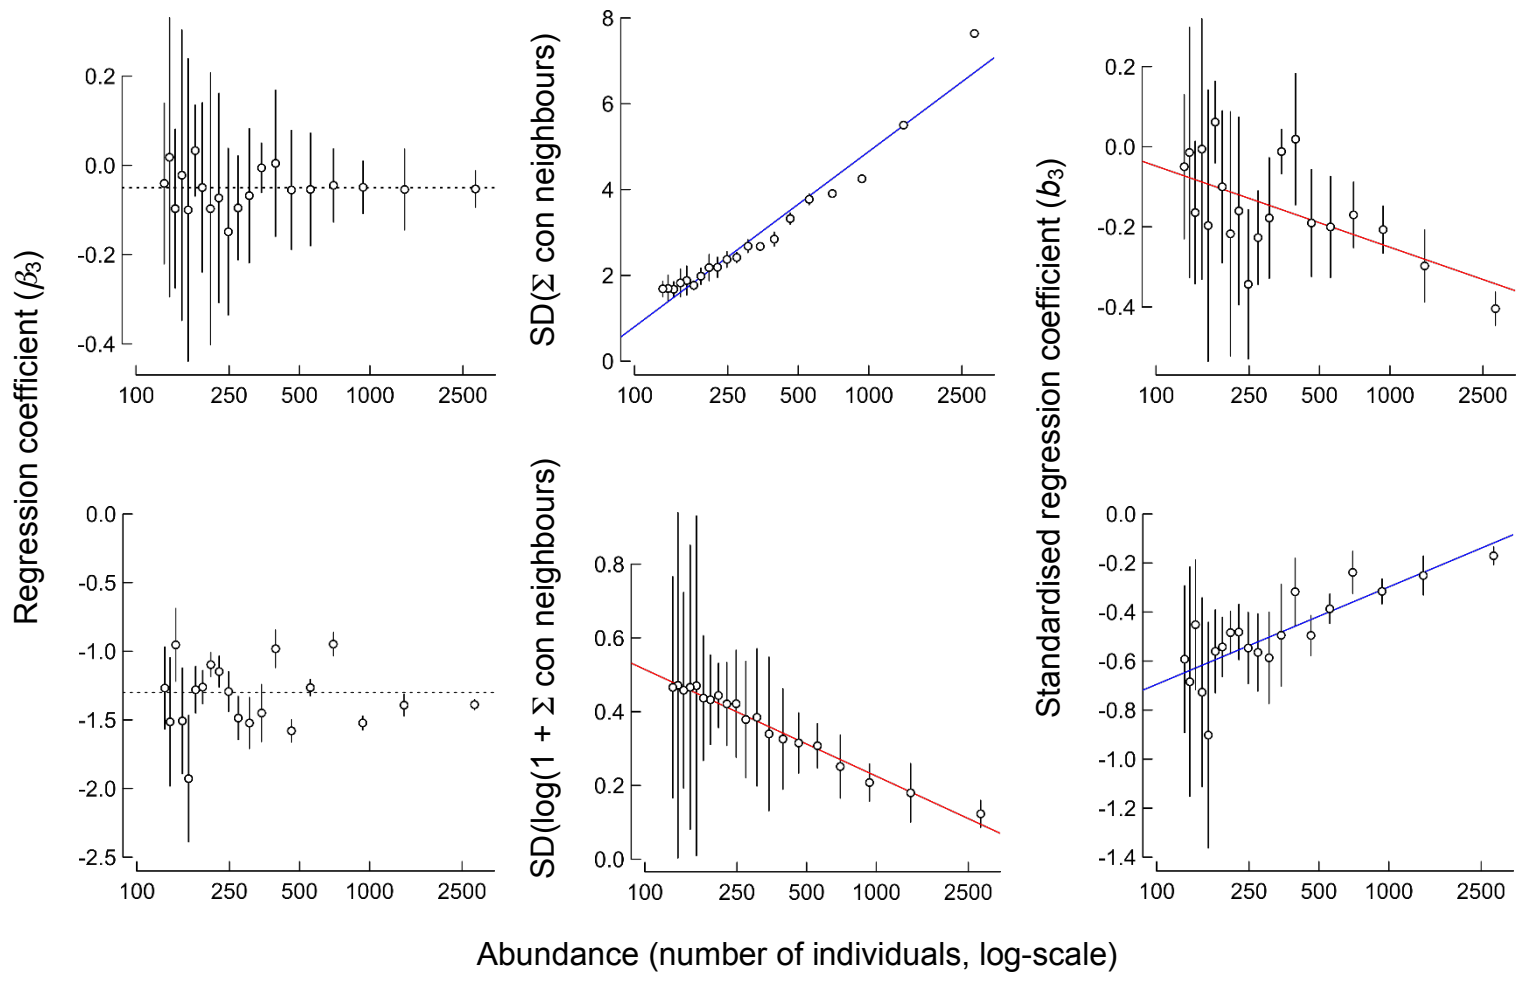 Regression coefficient (β3)
0.2
0.0
-0.2
-0.4
100 250 500 1000 2500
SD(Σ con neighbours)
8
6
4
2
0
100 250 500 1000 2500
Standardised regression coefficient (b3)
0.2
0.0
-0.2
-0.4
100 250 500 1000 2500
0.0
-0.5
-1.0
-1.5
-2.0
-2.5
100 250 500 1000 2500
SD(log(1 + Σ con neighbours)
0.8
0.6
0.4
0.2
0.0
100 250 500 1000 2500
0.0
-0.2
-0.4
-0.6
-0.8
-1.0
-1.2
-1.4
100 250 500 1000 2500
Abundance (number of individuals, log-scale)